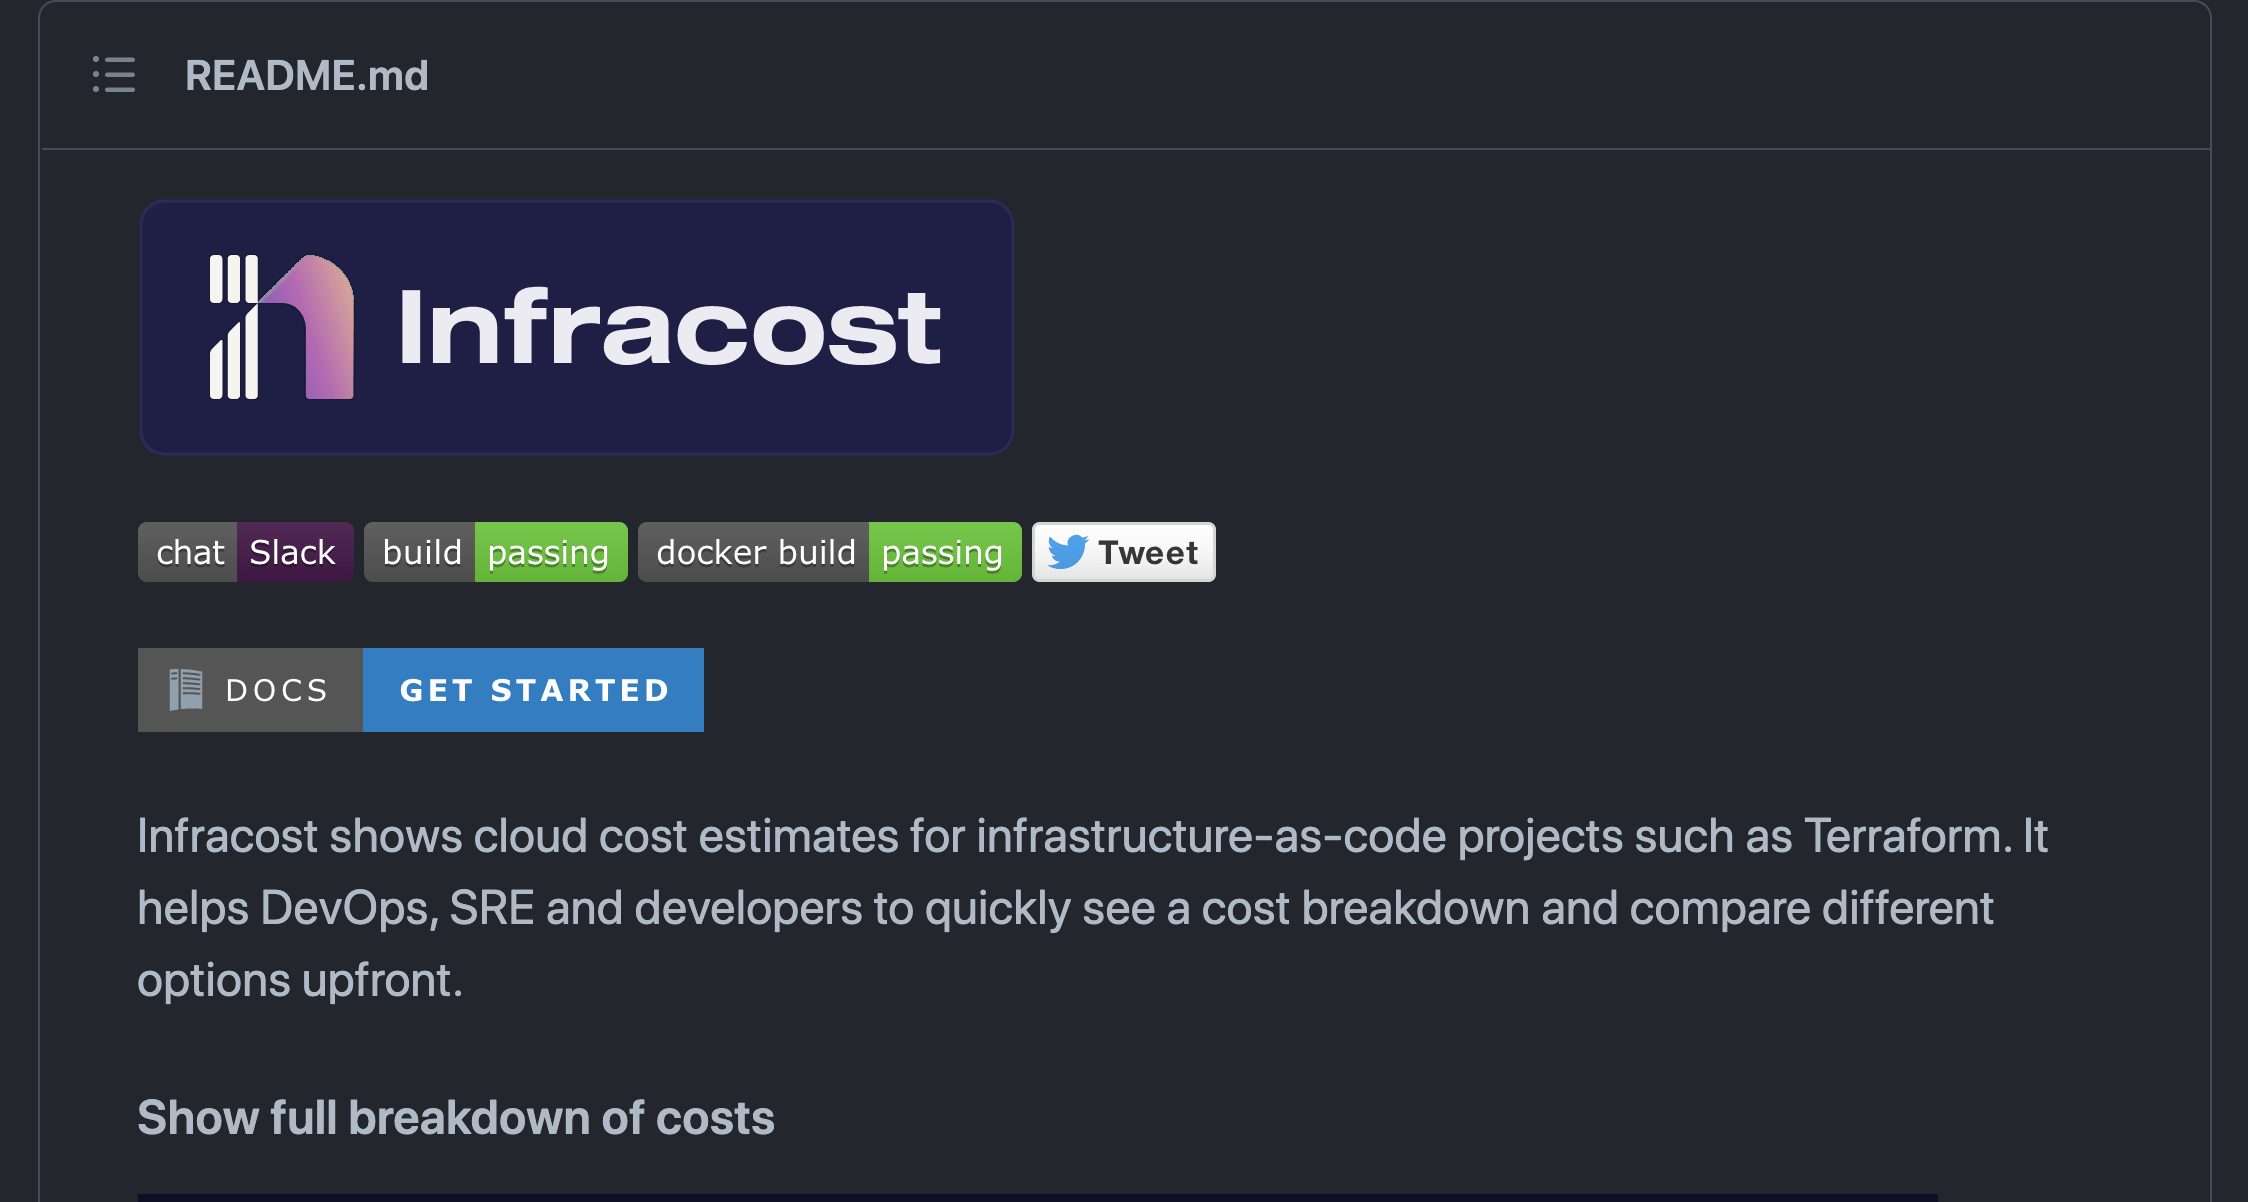 README.md
Infracost
chat Slack build passing docker build passing Tweet
DOCS GET STARTED
Infracost shows cloud cost estimates for infrastructure-as-code projects such as Terraform. It
helps DevOps, SRE and developers to quickly see a cost breakdown and compare different
options upfront.
Show full breakdown of costs